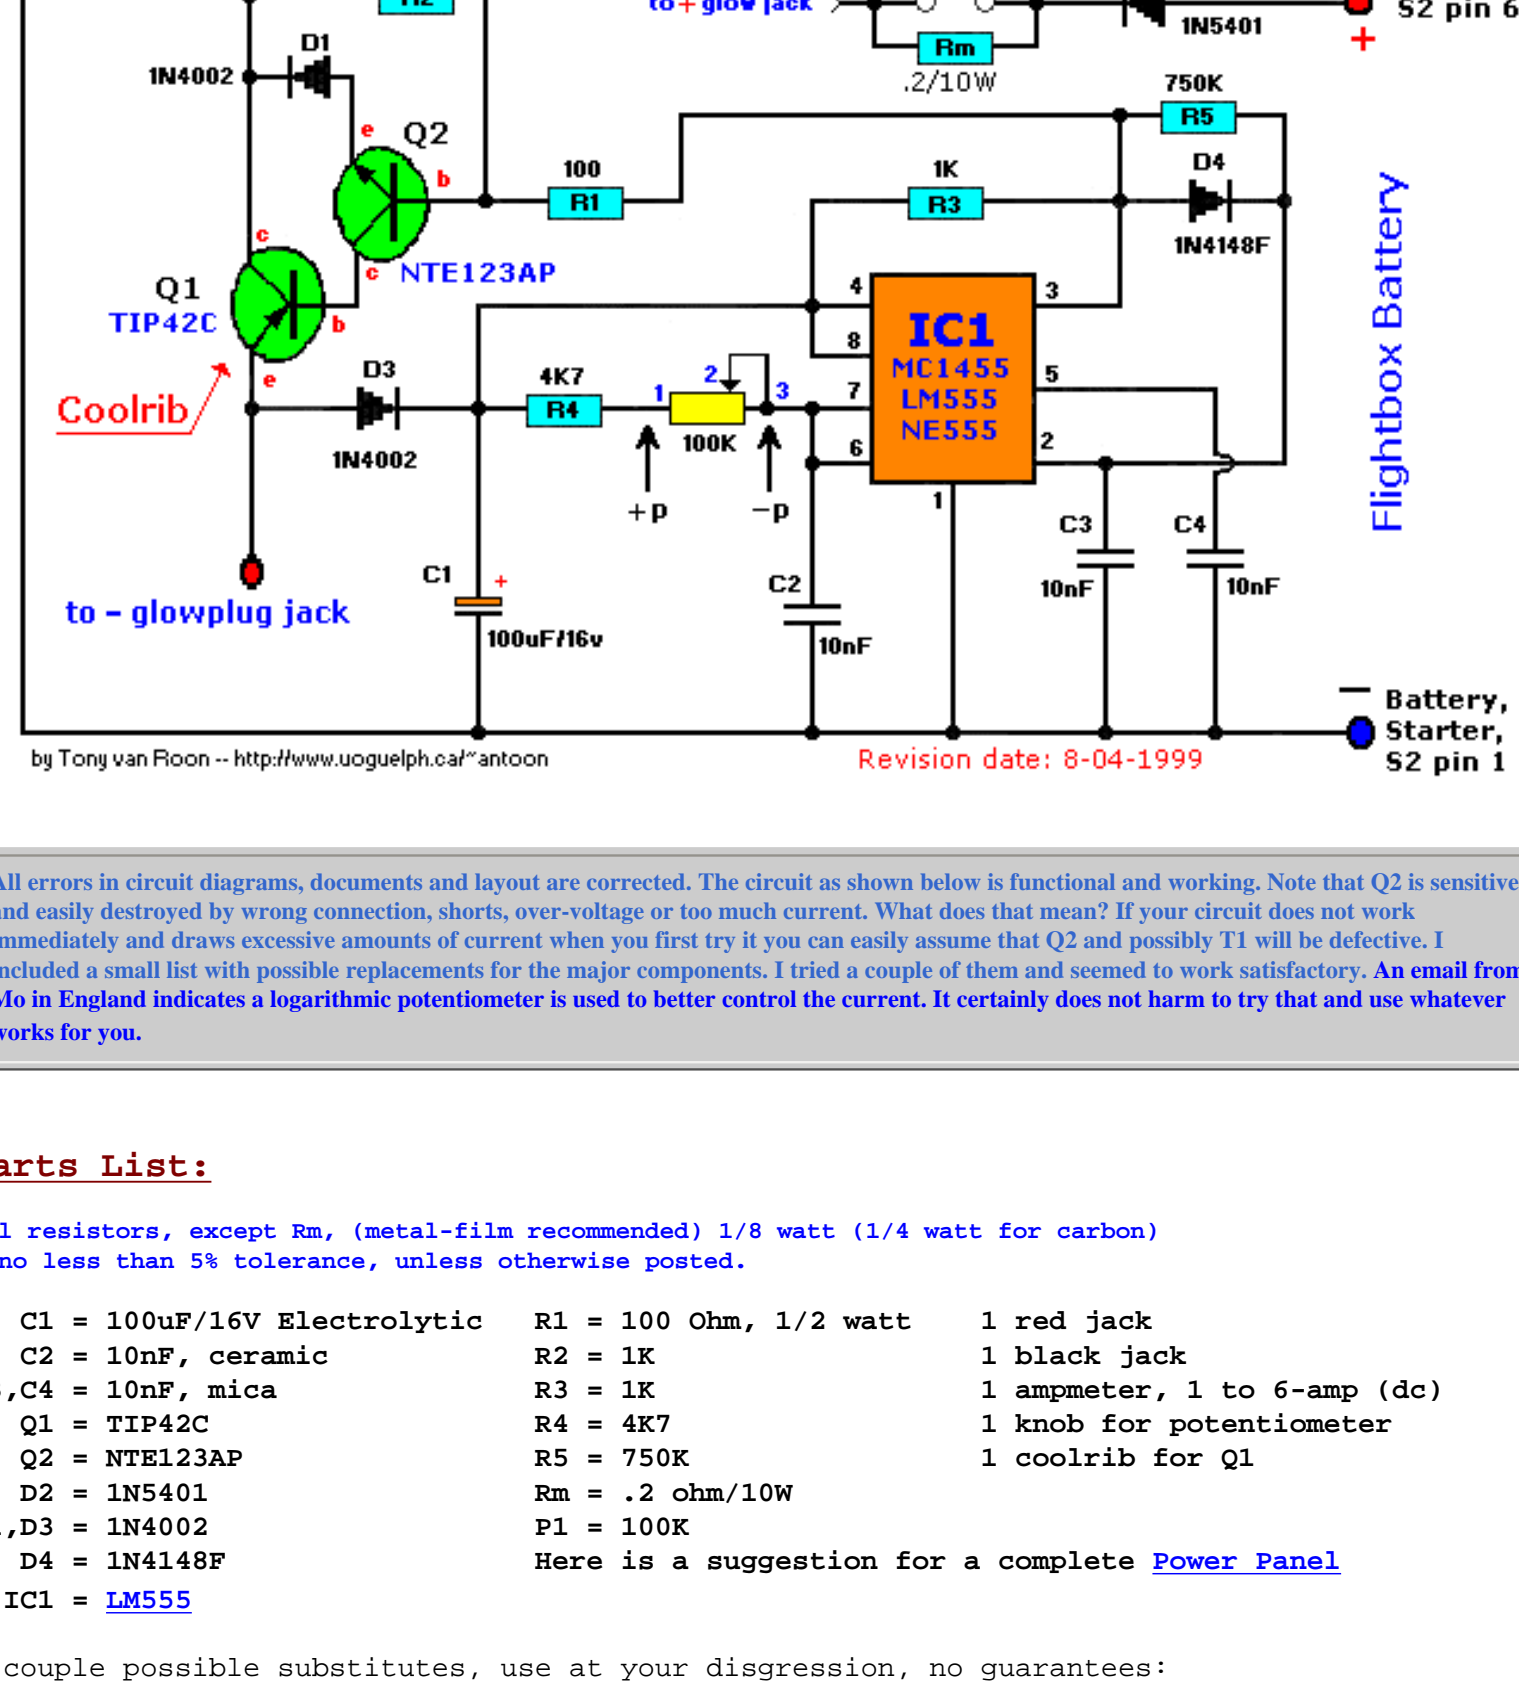 to + glow jack
1N5401
S2 pin 6
+
D1
1N4002
Rm
.2/10W
750K
R5
e
Q2
b
100
R1
1K
R3
D4
1N4148F
c
c
NTE123AP
Q1
TIP42C
b
e
Coolrib
D3
1N4002
4K7
R4
1
2
3
100K
+p
-p
4
8
7
6
IC1
MC1455
LM555
NE555
3
5
2
1
Flightbox Battery
C1
+
100uF/16v
C2
10nF
C3
10nF
C4
10nF
to - glowplug jack
Battery,
Starter,
S2 pin 1
by Tony van Roon -- http://www.uoguelph.ca/~antoon
Revision date: 8-04-1999
All errors in circuit diagrams, documents and layout are corrected. The circuit as shown below is functional and working. Note that Q2 is sensitive
and easily destroyed by wrong connection, shorts, over-voltage or too much current. What does that mean? If your circuit does not work
immediately and draws excessive amounts of current when you first try it you can easily assume that Q2 and possibly T1 will be defective. I
included a small list with possible replacements for the major components. I tried a couple of them and seemed to work satisfactory. An email from
Mo in England indicates a logarithmic potentiometer is used to better control the current. It certainly does not harm to try that and use whatever
works for you.
arts List:
l resistors, except Rm, (metal-film recommended) 1/8 watt (1/4 watt for carbon)
no less than 5% tolerance, unless otherwise posted.
C1 = 100uF/16V Electrolytic R1 = 100 Ohm, 1/2 watt 1 red jack
C2 = 10nF, ceramic R2 = 1K 1 black jack
,C4 = 10nF, mica R3 = 1K 1 ampmeter, 1 to 6-amp (dc)
Q1 = TIP42C R4 = 4K7 1 knob for potentiometer
Q2 = NTE123AP R5 = 750K 1 coolrib for Q1
D2 = 1N5401 Rm = .2 ohm/10W
,D3 = 1N4002 P1 = 100K
D4 = 1N4148F Here is a suggestion for a complete Power Panel
IC1 = LM555
couple possible substitutes, use at your disgression, no guarantees: